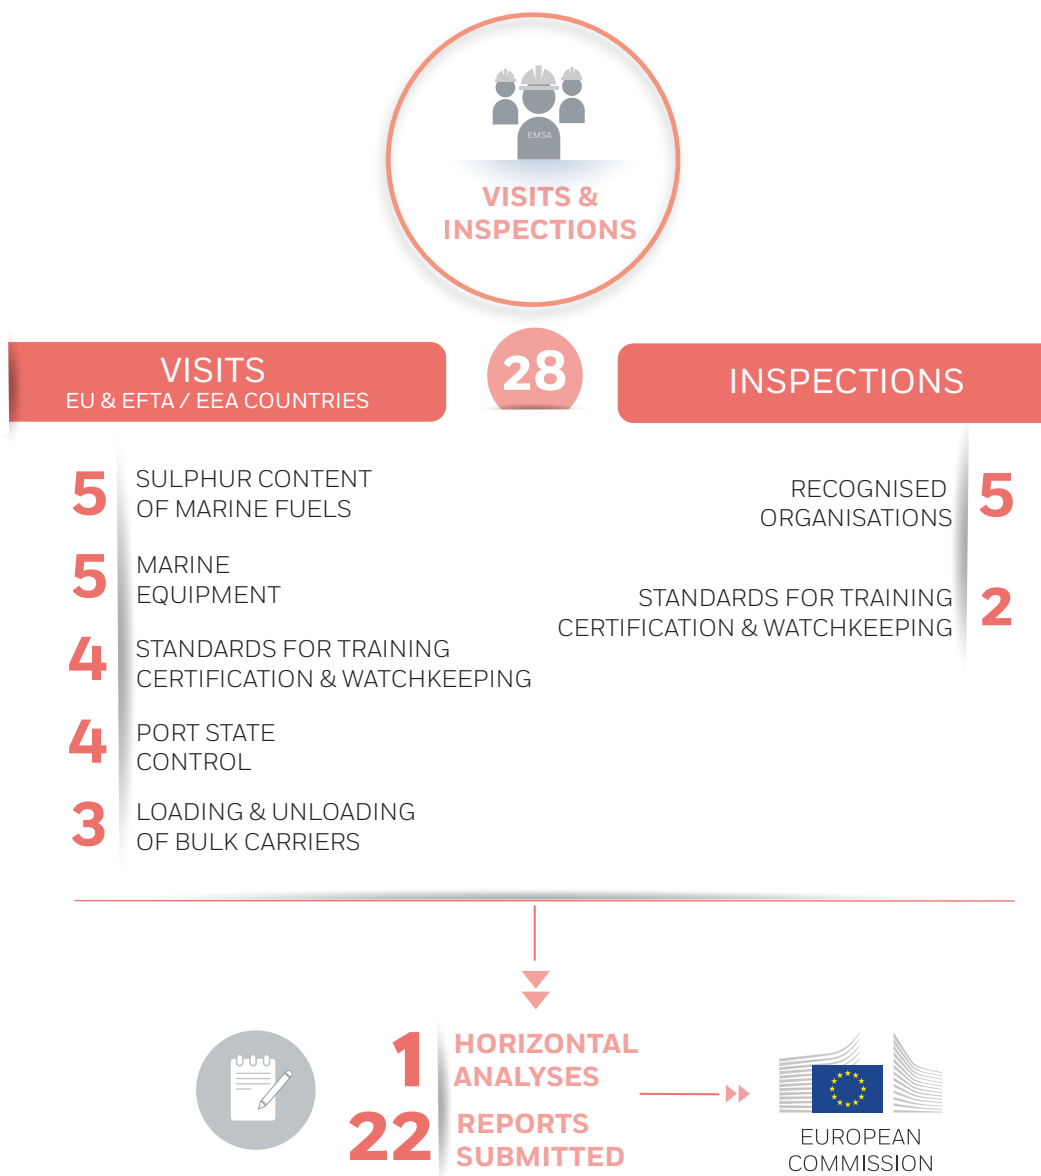 EMSA
VISITS &
INSPECTIONS
28
VISITS
EU & EFTA / EEA COUNTRIES
5
SULPHUR CONTENT
OF MARINE FUELS
5
MARINE
EQUIPMENT
4
STANDARDS FOR TRAINING
CERTIFICATION & WATCHKEEPING
4
PORT STATE
CONTROL
3
LOADING & UNLOADING
OF BULK CARRIERS
INSPECTIONS
RECOGNISED
ORGANISATIONS
5
STANDARDS FOR TRAINING
CERTIFICATION & WATCHKEEPING
2
1
HORIZONTAL
ANALYSES
22
REPORTS
SUBMITTED
EUROPEAN
COMMISSION